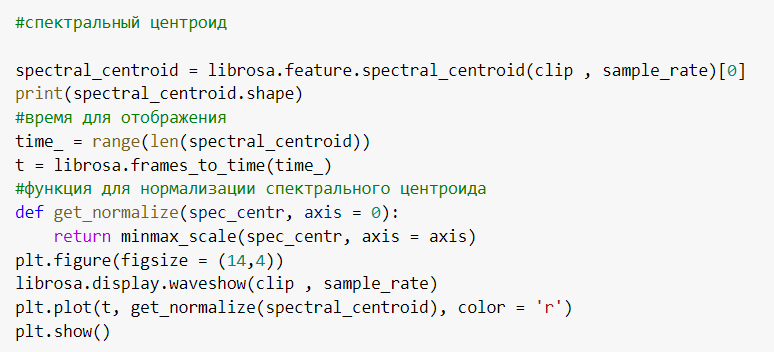 #спектральный центроид
spectral_centroid = librosa.feature.spectral_centroid(clip , sample_rate)[0]
print(spectral_centroid.shape)
#время для отображения
time_ = range(len(spectral_centroid))
t = librosa.frames_to_time(time_)
#функция для нормализации спектрального центроида
def get_normalize(spec_centr, axis = 0):
    return minmax_scale(spec_centr, axis = axis)
plt.figure(figsize = (14,4))
librosa.display.waveshow(clip , sample_rate)
plt.plot(t, get_normalize(spectral_centroid), color = 'r')
plt.show()